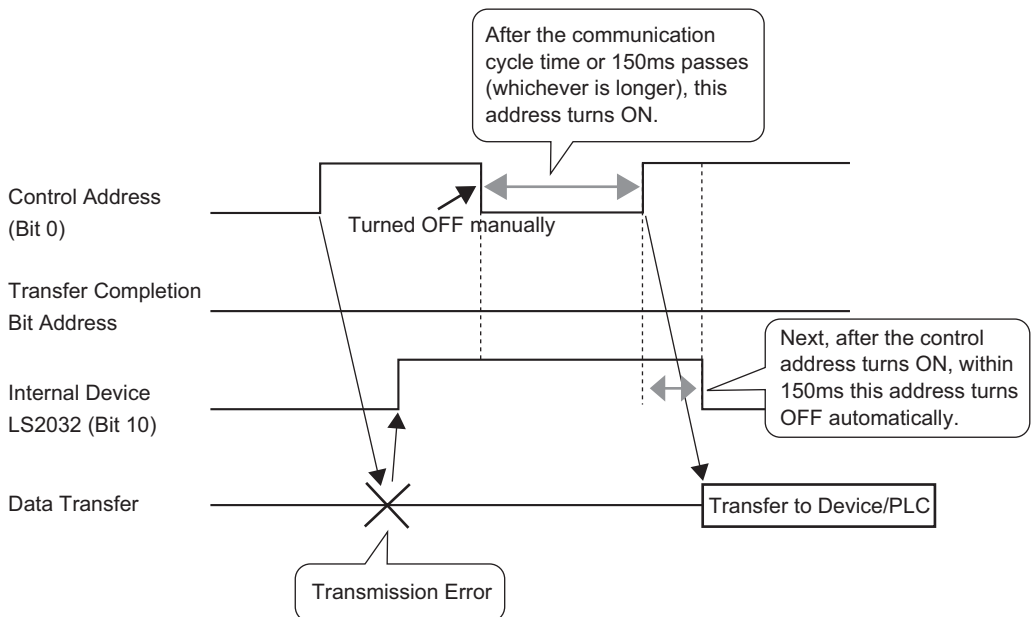 After the communication
cycle time or 150ms passes
(whichever is longer), this
address turns ON.
Control Address
(Bit 0)
Turned OFF manually
Transfer Completion
Bit Address
Next, after the control
address turns ON, within
150ms this address turns
OFF automatically.
Internal Device
LS2032 (Bit 10)
Data Transfer
Transfer to Device/PLC
Transmission Error